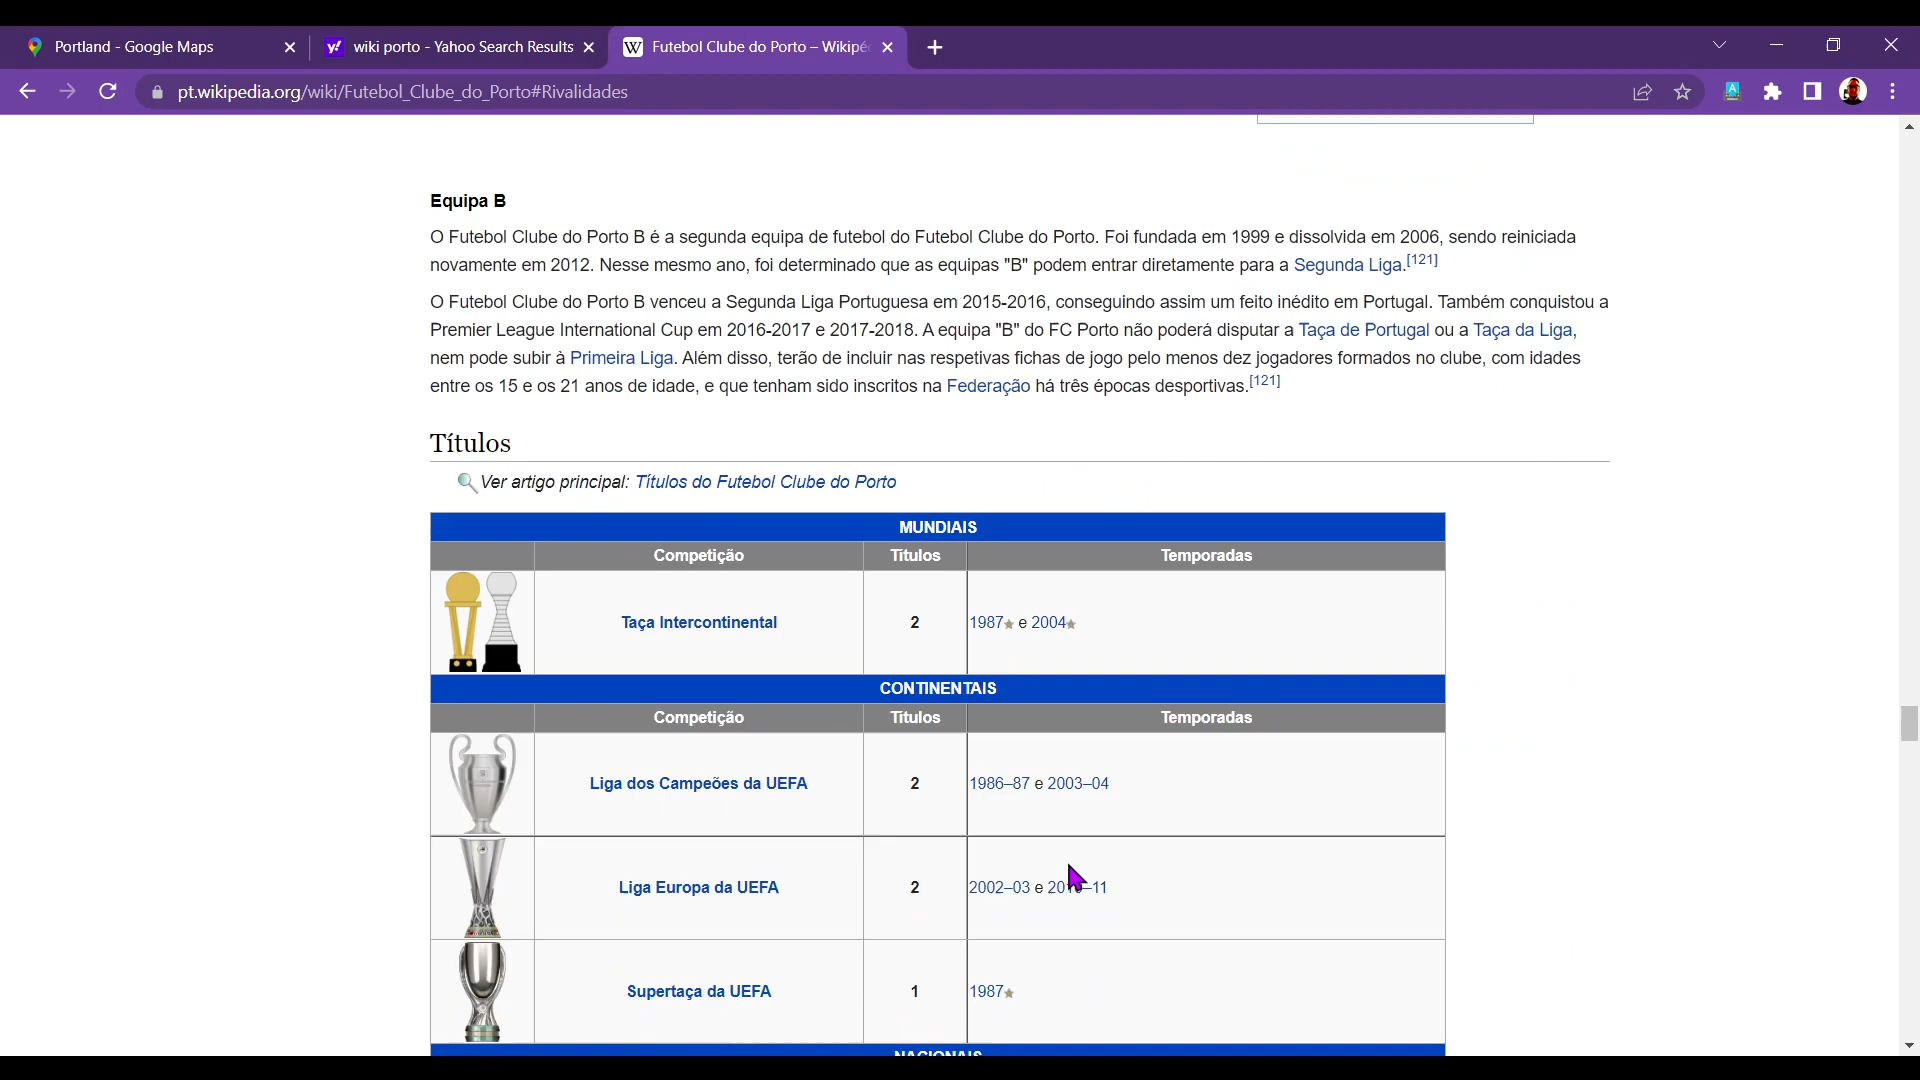 Portland - Google Maps
wiki porto - Yahoo Search Results
Futebol Clube do Porto – Wikipé
pt.wikipedia.org/wiki/Futebol_Clube_do_Porto#Rivalidades
Equipa B
O Futebol Clube do Porto B é a segunda equipa de futebol do Futebol Clube do Porto. Foi fundada em 1999 e dissolvida em 2006, sendo reiniciada
novamente em 2012. Nesse mesmo ano, foi determinado que as equipas "B" podem entrar diretamente para a Segunda Liga.[121]
O Futebol Clube do Porto B venceu a Segunda Liga Portuguesa em 2015-2016, conseguindo assim um feito inédito em Portugal. Também conquistou a
Premier League International Cup em 2016-2017 e 2017-2018. A equipa "B" do FC Porto não poderá disputar a Taça de Portugal ou a Taça da Liga,
nem pode subir à Primeira Liga. Além disso, terão de incluir nas respetivas fichas de jogo pelo menos dez jogadores formados no clube, com idades
entre os 15 e os 21 anos de idade, e que tenham sido inscritos na Federação há três épocas desportivas.[121]
Títulos
Ver artigo principal: Títulos do Futebol Clube do Porto
MUNDIAIS
Competição Títulos Temporadas
Taça Intercontinental 2 1987 e 2004
CONTINENTAIS
Competição Títulos Temporadas
Liga dos Campeões da UEFA 2 1986–87 e 2003–04
Liga Europa da UEFA 2 2002–03 e 2010–11
Supertaça da UEFA 1 1987
NACIONAIS